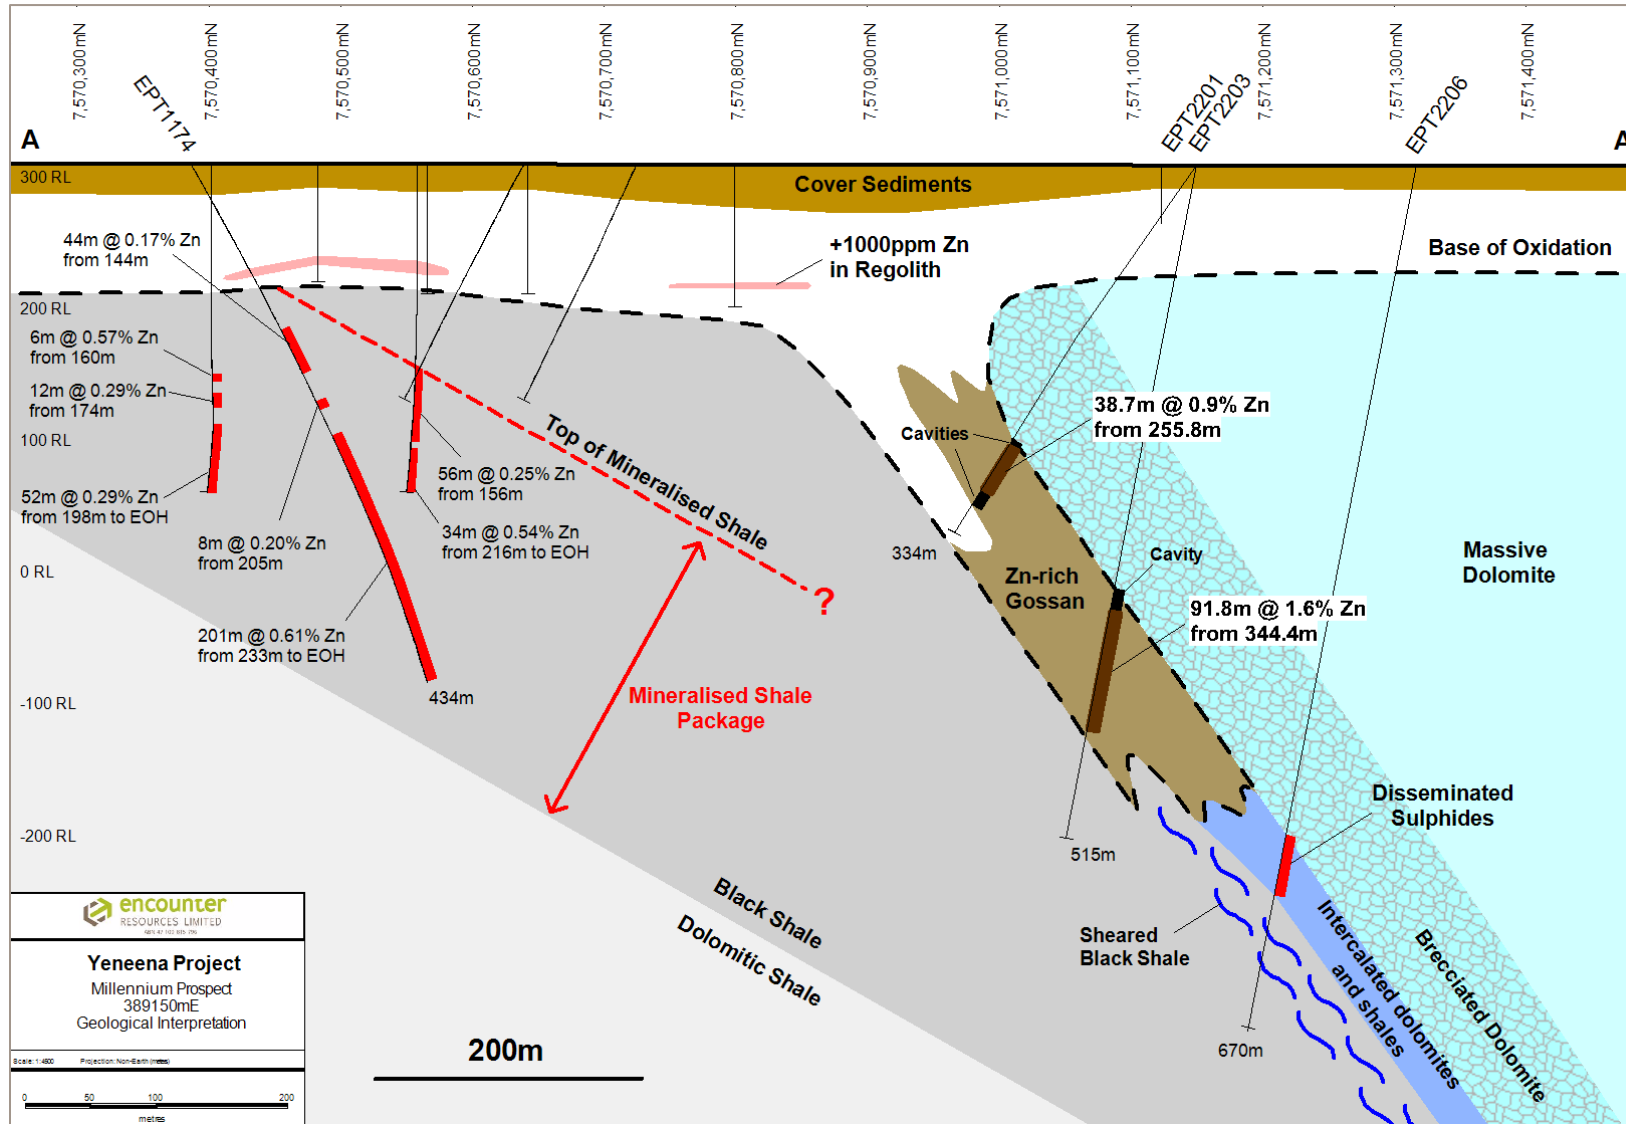 7,570,300mN
7,570,400mN
7,570,500mN
7,570,600mN
7,570,700mN
7,570,800mN
7,570,900mN
7,571,000mN
7,571,100mN
7,571,200mN
7,571,300mN
7,571,400mN
EPT1174
EPT2201
EPT2203
EPT2206
A
A
300 RL
Cover Sediments
44m @ 0.17% Zn
from 144m
+1000ppm Zn
in Regolith
Base of Oxidation
200 RL
6m @ 0.57% Zn
from 160m
12m @ 0.29% Zn
from 174m
100 RL
38.7m @ 0.9% Zn
from 255.8m
Cavities
Top of Mineralised Shale
56m @ 0.25% Zn
from 156m
52m @ 0.29% Zn
from 198m to EOH
34m @ 0.54% Zn
from 216m to EOH
8m @ 0.20% Zn
from 205m
334m
0 RL
Cavity
Massive
Dolomite
Zn-rich
Gossan
?
91.8m @ 1.6% Zn
from 344.4m
201m @ 0.61% Zn
from 233m to EOH
434m
-100 RL
Mineralised Shale
Package
Disseminated
Sulphides
-200 RL
515m
Black Shale
Dolomitic Shale
Sheared
Black Shale
Intercalated dolomites
and shales
Brecciated Dolomite
670m
encounter
RESOURCES LIMITED
Yeneena Project
Millennium Prospect
389150mE
Geological Interpretation
Scale: 1:4500
Projection: Non-Earth (metres)
0
50
100
200
metres
200m